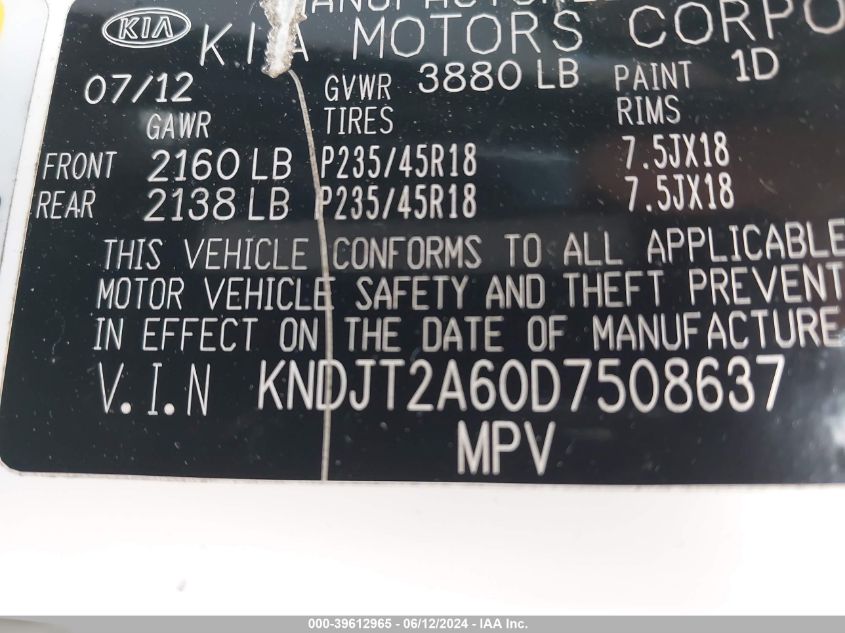 KIA
KIA MOTORS
07/12 GVWR 3880 LB PAINT 1D
GAWR TIRES RIMS
FRONT 2160 LB P235/45R18 7.5JX18
REAR 2138 LB P235/45R18 7.5JX18
THIS VEHICLE CONFORMS TO ALL APPLICABLE
MOTOR VEHICLE SAFETY AND THEFT PREVENT
IN EFFECT ON THE DATE OF MANUFACTURE
V.I.N KNDJT2A60D7508637
MPV
000-39612965 - 06/12/2024 - IAA Inc.